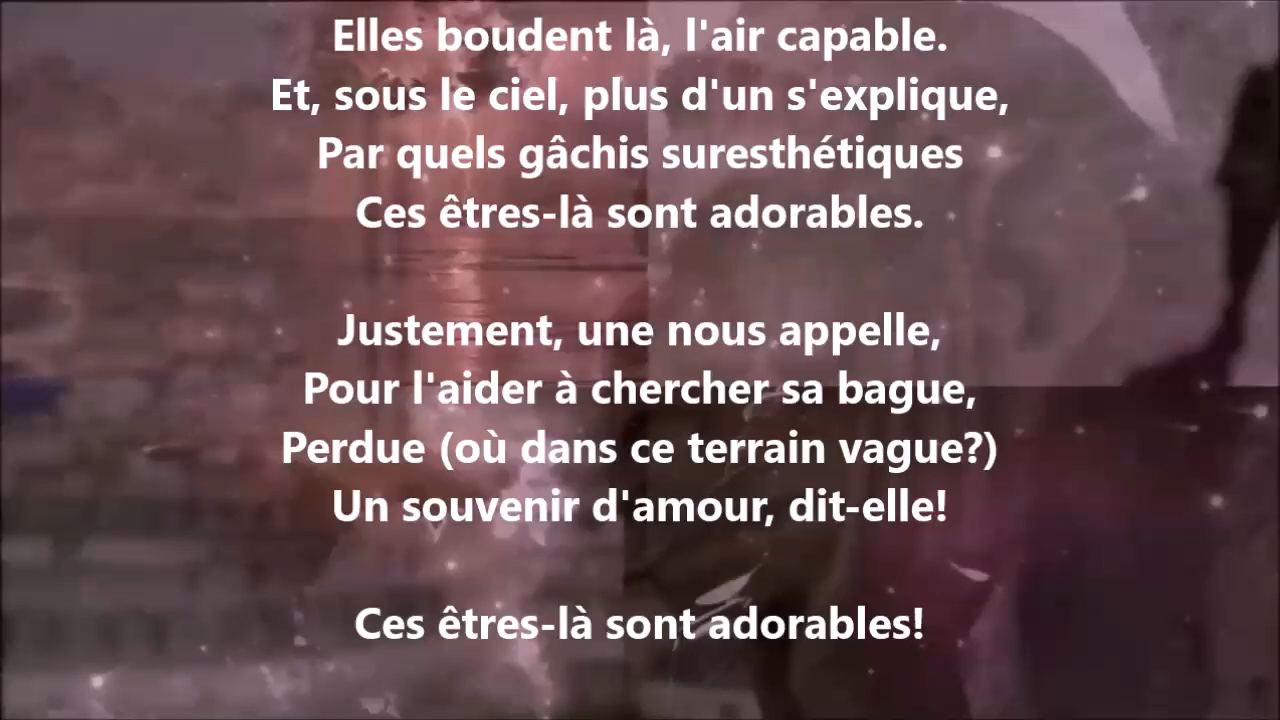 Elles boudent là, l'air capable.
Et, sous le ciel, plus d'un s'explique,
Par quels gâchis suresthétiques
Ces êtres-là sont adorables.
Justement, une nous appelle,
Pour l'aider à chercher sa bague,
Perdue (où dans ce terrain vague?)
Un souvenir d'amour, dit-elle!
Ces êtres-là sont adorables!